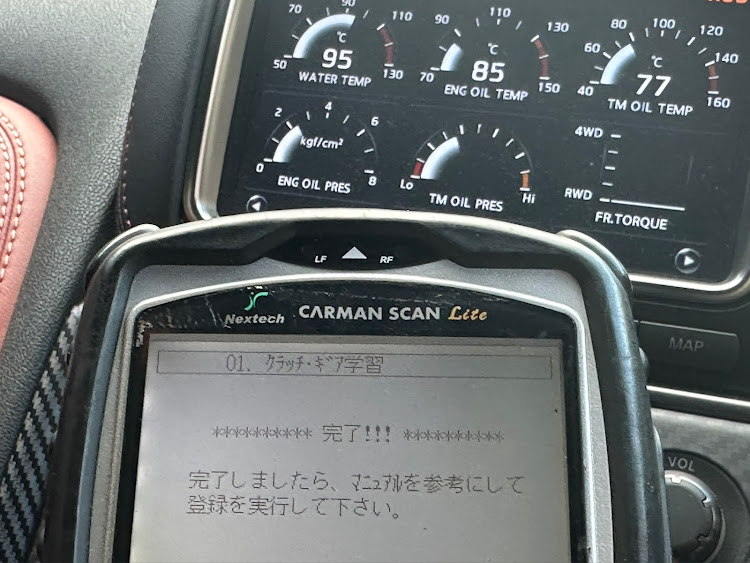 70 90 110
℃
95
50 130
WATER TEMP
90 110 130
℃
85
70 150
ENG OIL TEMP
80 100 120
60 140
℃
77
40 160
TM OIL TEMP
2 4 6
kgf/cm²
0 8
ENG OIL PRES
Lo Hi
TM OIL PRES
4WD
RWD
FR.TORQUE
LF RF
Nextech CARMAN SCAN Lite
MAP
VOL
01. ｸﾗｯﾁ･ｷﾞｱ学習
********** 完了!!! **********
完了しましたら、ﾏﾆｭｱﾙを参考にして
登録を実行して下さい。